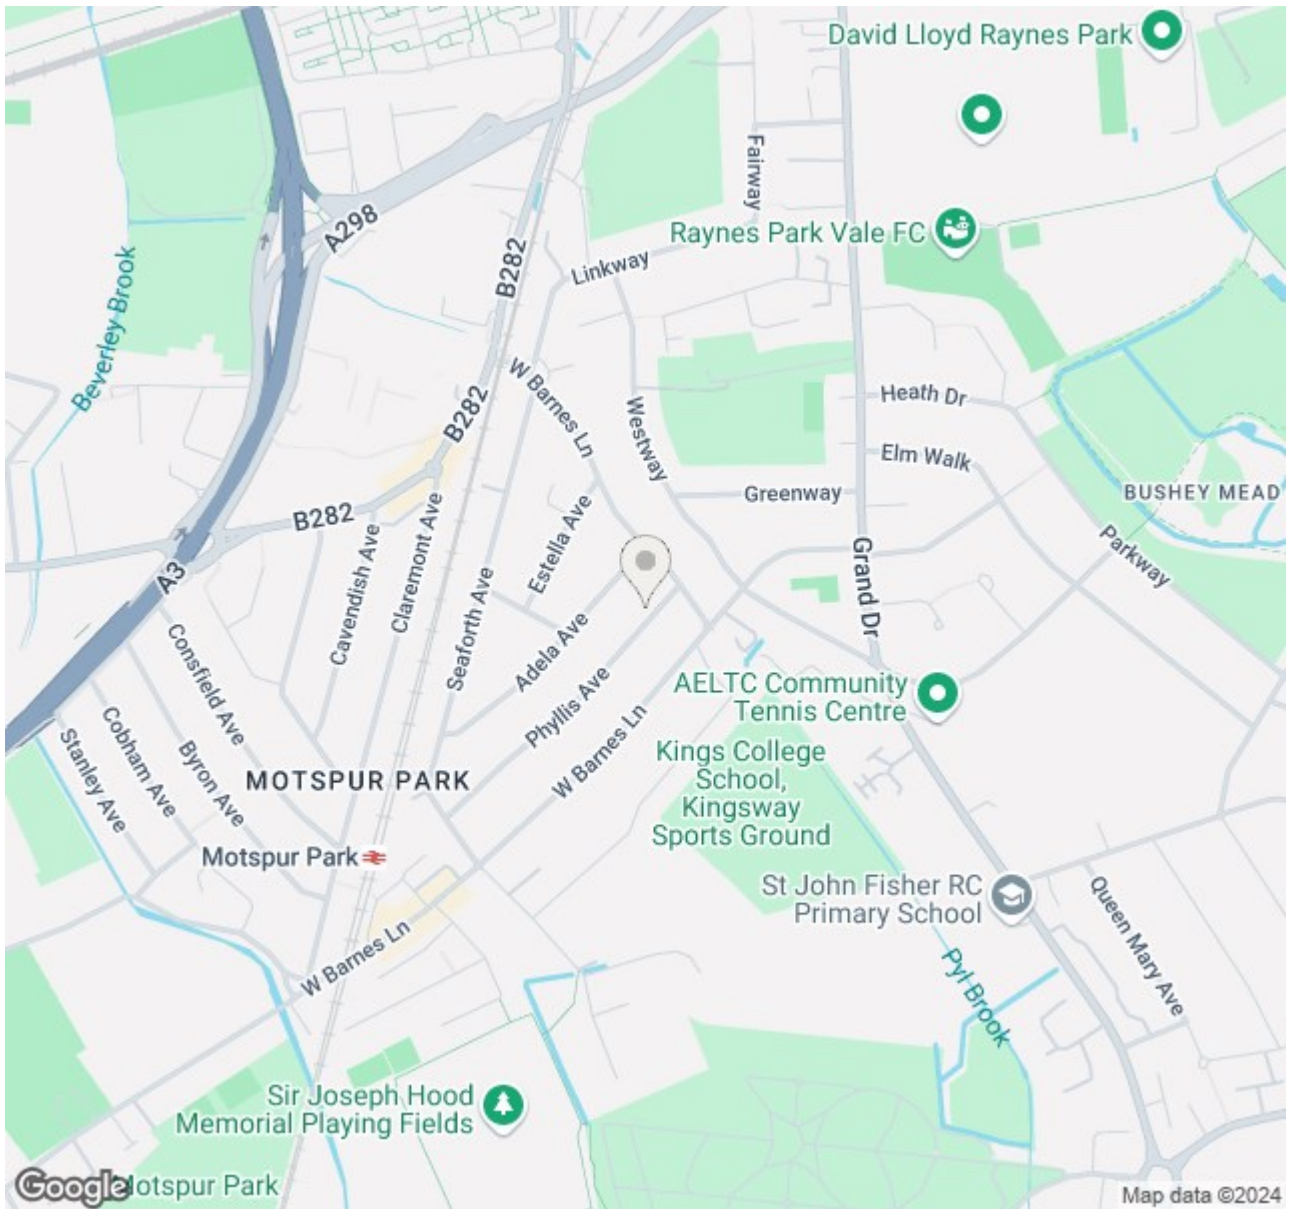 David Lloyd Raynes Park
Fairway
A298
Raynes Park Vale FC
B282
Linkway
Beverley Brook
W Barnes Ln
Heath Dr
B282
Westway
Elm Walk
Greenway
BUSHEY MEAD
B282
Estella Ave
Claremont Ave
Cavendish Ave
Grand Dr
Parkway
A3
Seaforth Ave
Adela Ave
Consfield Ave
Phyllis Ave
AELTC Community
Tennis Centre
W Barnes Ln
Cobham Ave
Stanley Ave
Byron Ave
MOTSPUR PARK
Kings College
School,
Kingsway
Sports Ground
Motspur Park
St John Fisher RC
Primary School
Queen Mary Ave
W Barnes Ln
Pyl Brook
Sir Joseph Hood
Memorial Playing Fields
Google
Motspur Park
Map data ©2024